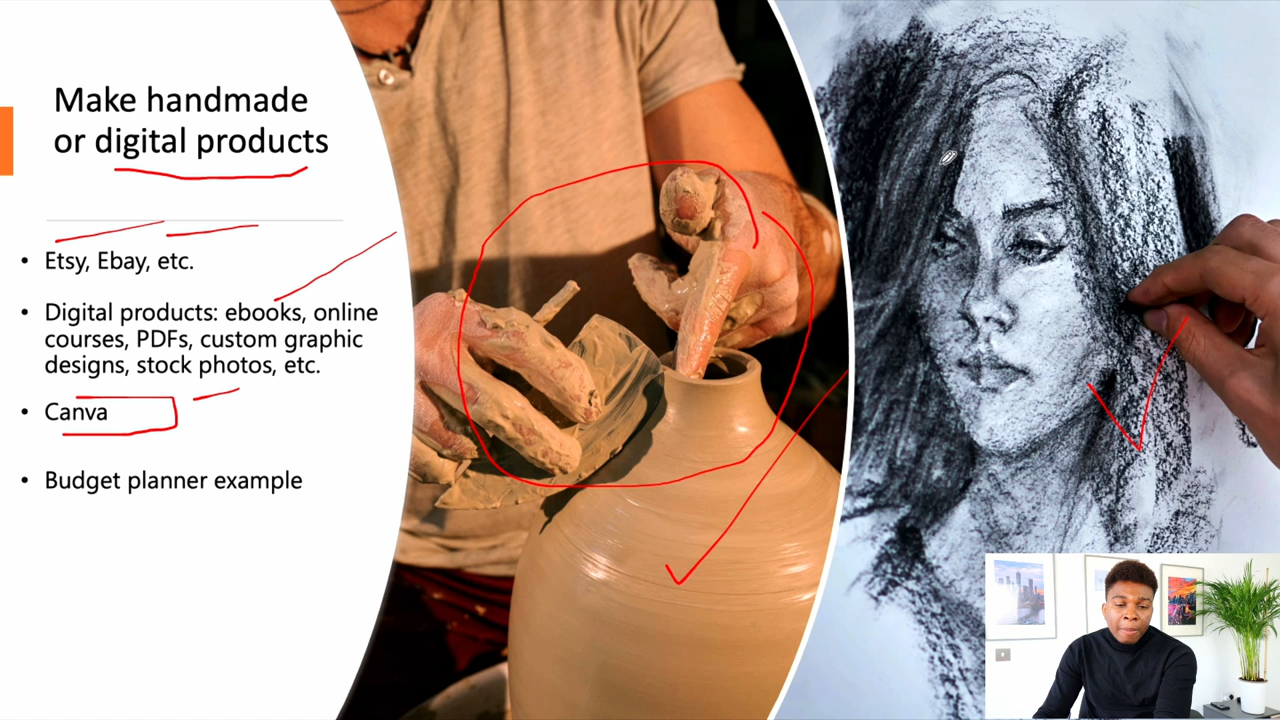 Make handmade
or digital products
• Etsy, Ebay, etc.
• Digital products: ebooks, online
courses, PDFs, custom graphic
designs, stock photos, etc.
• Canva
• Budget planner example